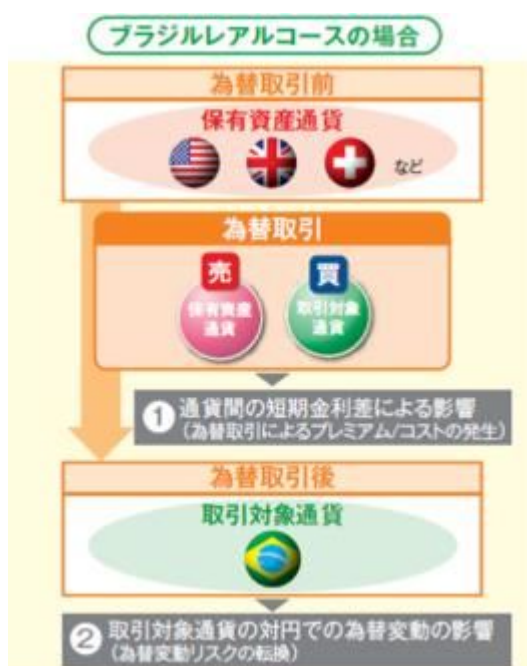 ブラジルレアルコースの場合
為替取引前
保有資産通貨
など
為替取引
売
買
保有資産
通貨
取引対象
通貨
1 通貨間の短期金利差による影響
(為替取引によるプレミアム/コストの発生)
為替取引後
取引対象通貨
2 取引対象通貨の対円での為替変動の影響
(為替変動リスクの転換)